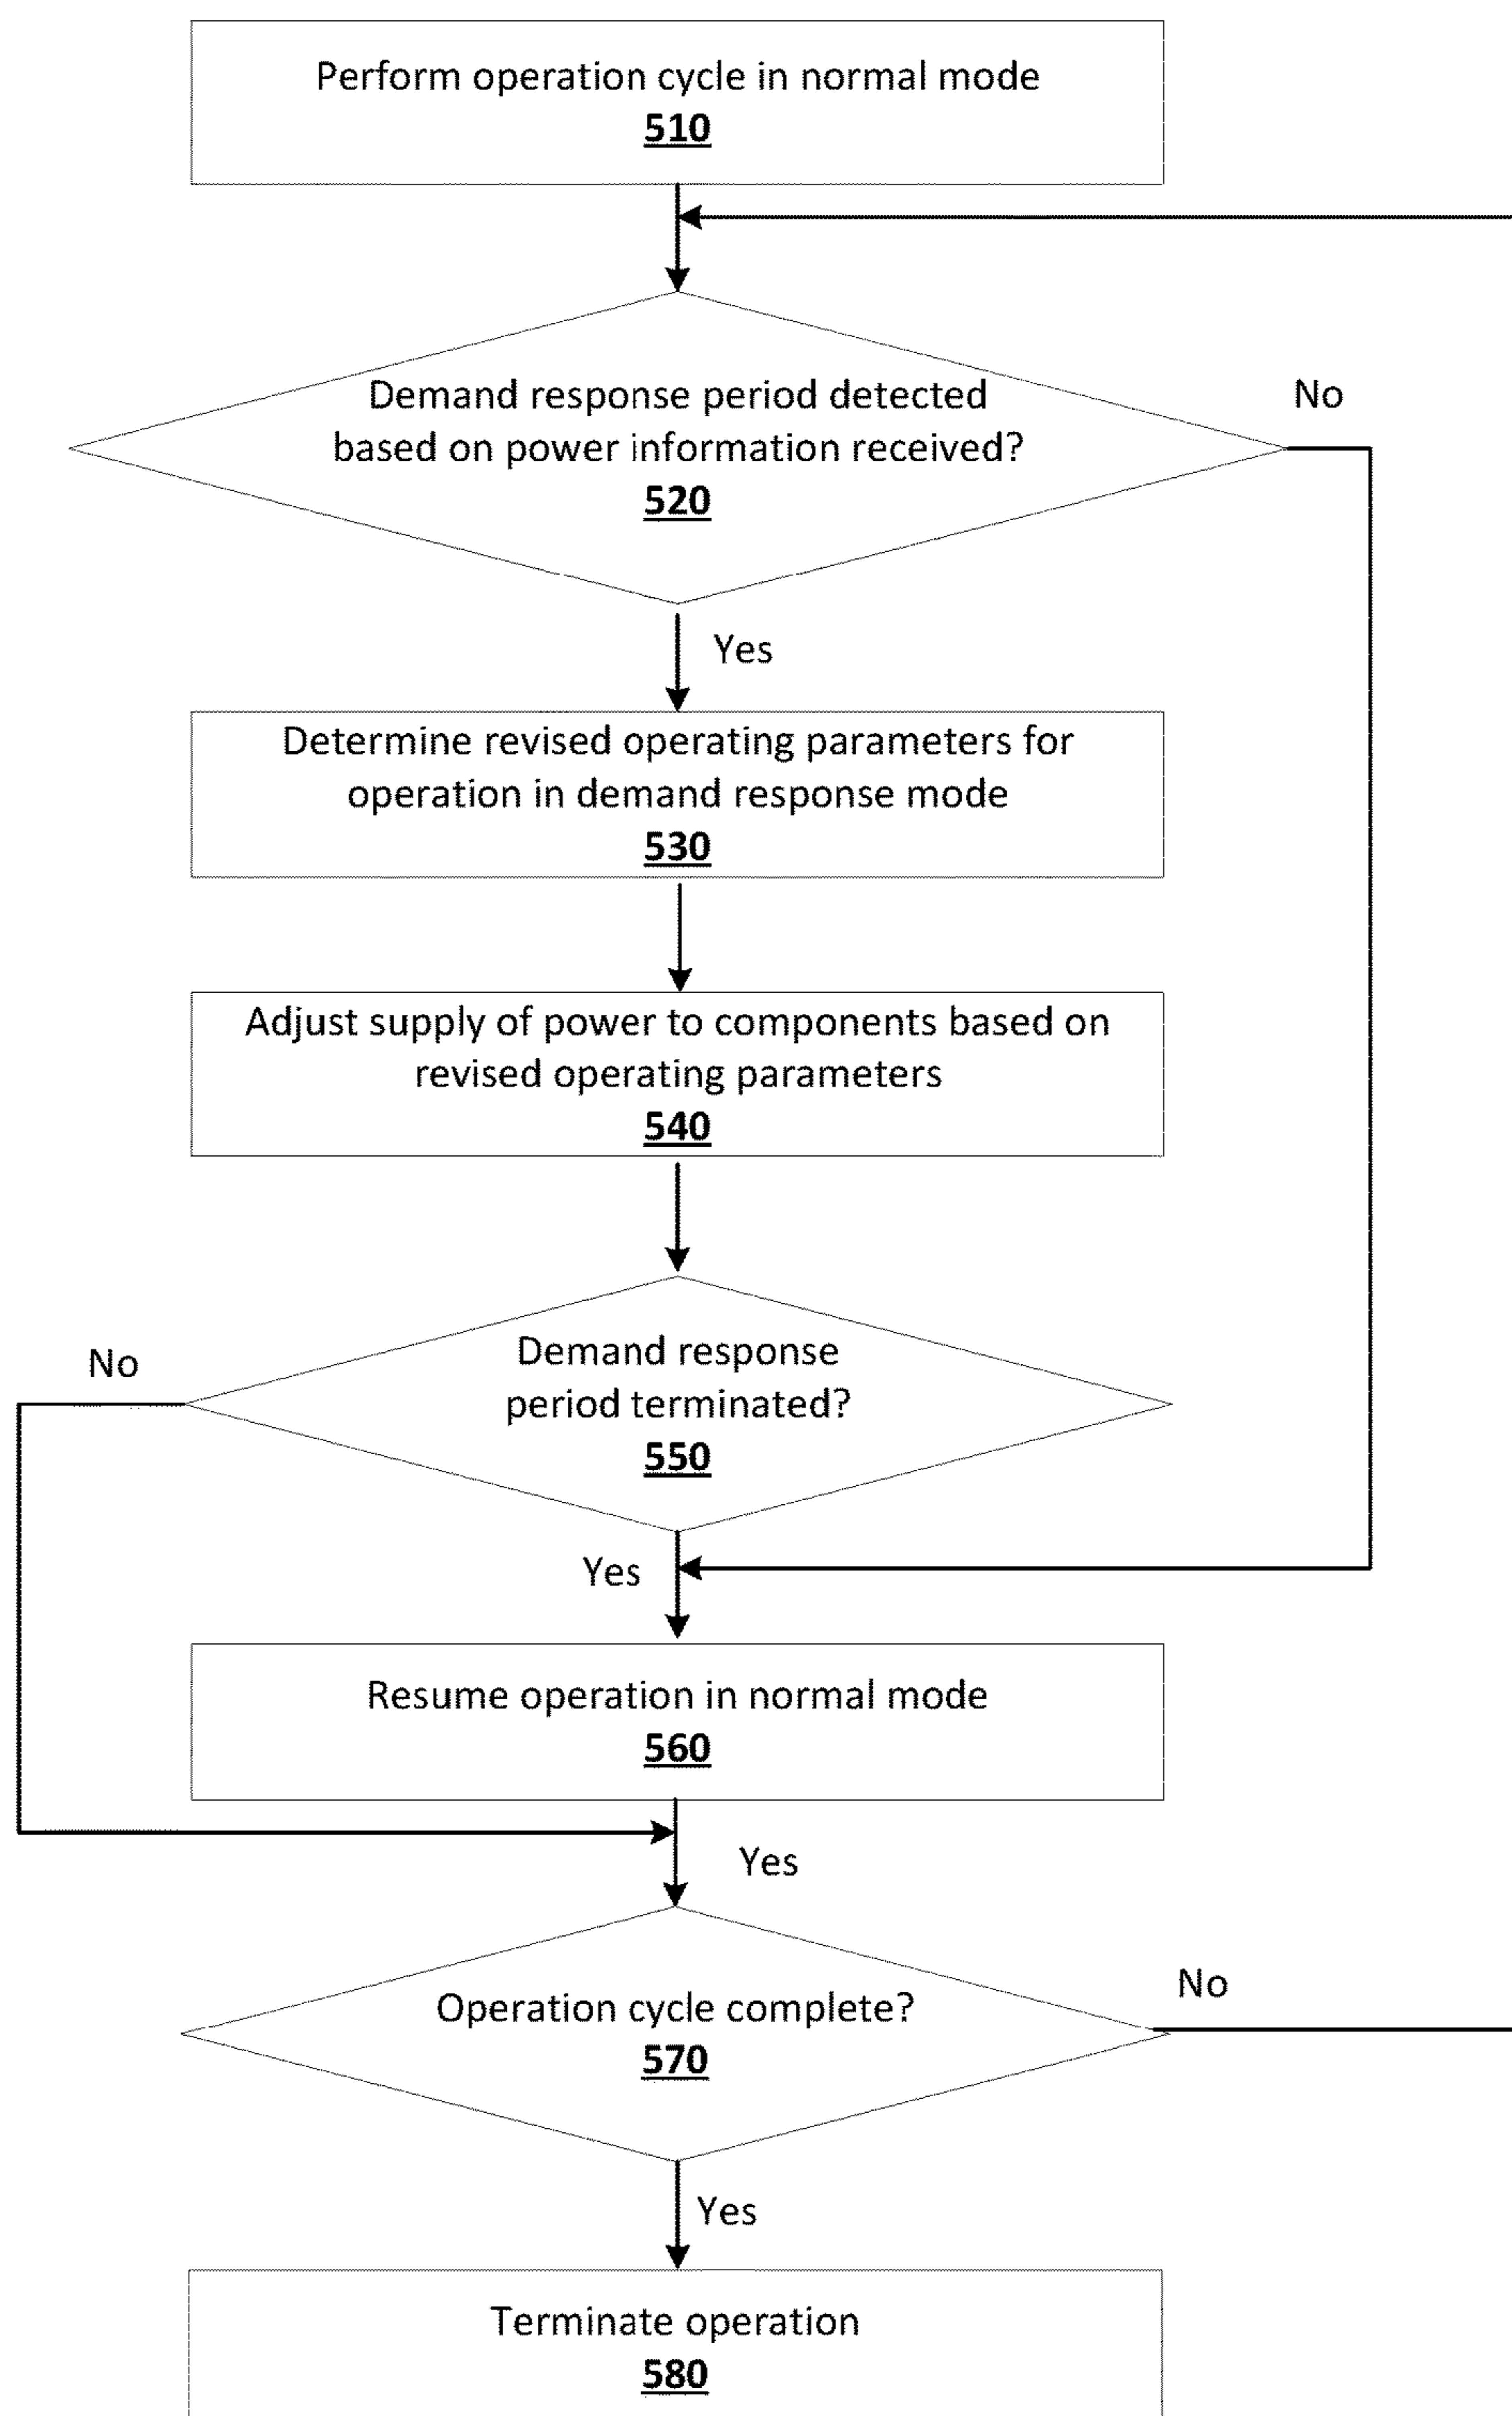 Perform operation cycle in normal mode
510
Demand response period detected
based on power information received?
520
No
Yes
Determine revised operating parameters for
operation in demand response mode
530
Adjust supply of power to components based on
revised operating parameters
540
No
Demand response
period terminated?
550
Yes
Resume operation in normal mode
560
Yes
Operation cycle complete?
570
No
Yes
Terminate operation
580